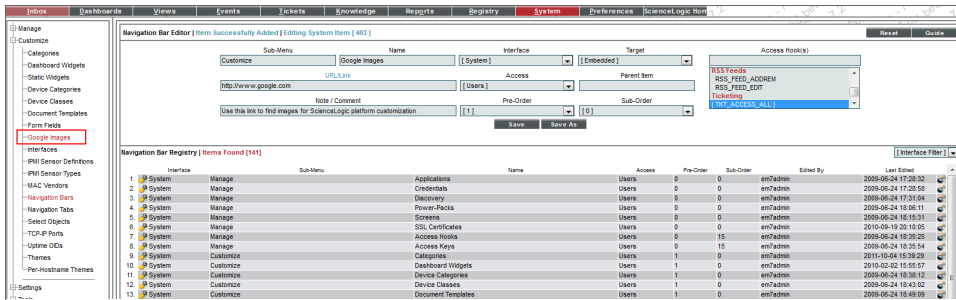 Inbox Dashboards Views Events Tickets Knowledge Reports Registry System Preferences ScienceLogic Hom
Manage
Customize
Categories
Dashboard Widgets
Static Widgets
Device Categories
Device Classes
Document Templates
Form Fields
Google Images
Interfaces
IPMI Sensor Definitions
IPMI Sensor Types
MAC Vendors
Navigation Bars
Navigation Tabs
Select Objects
TCP-IP Ports
Uptime OIDs
Themes
Per-Hostname Themes
Settings
Tools
Navigation Bar Editor | Item Successfully Added | Editing System Item [ 403 ] Reset Guide
Sub-Menu Name Interface Target Access Hook(s)
Customize Google Images [ System ] [ Embedded ]
URL/Link Access Parent Item
http://www.google.com [ Users ]
Note / Comment Pre-Order Sub-Order
Use this link to find images for ScienceLogic platform customization [ 1 ] [ 0 ]
RSS Feeds
RSS_FEED_ADDREM
RSS_FEED_EDIT
Ticketing
[ TKT_ACCESS_ALL ]
Save Save As
Navigation Bar Registry | Items Found [141] [ Interface Filter ]
Interface Sub-Menu Name Access Pre-Order Sub-Order Edited By Last Edited
1. System Manage Applications Users 0 0 em7admin 2009-06-24 17:28:32
2. System Manage Credentials Users 0 0 em7admin 2009-06-24 17:28:58
3. System Manage Discovery Users 0 0 em7admin 2009-06-24 17:31:04
4. System Manage Power-Packs Users 0 0 em7admin 2009-06-24 18:06:11
5. System Manage Screens Users 0 0 em7admin 2009-06-24 18:15:31
6. System Manage SSL Certificates Users 0 0 em7admin 2010-09-19 20:10:05
7. System Manage Access Hooks Users 0 15 em7admin 2009-06-24 18:35:25
8. System Manage Access Keys Users 0 15 em7admin 2009-06-24 18:35:54
9. System Customize Categories Users 1 0 em7admin 2011-10-04 15:39:29
10. System Customize Dashboard Widgets Users 1 0 em7admin 2010-02-02 15:55:57
11. System Customize Device Categories Users 1 0 em7admin 2009-06-24 18:38:12
12. System Customize Device Classes Users 1 0 em7admin 2009-06-24 18:43:02
13. System Customize Document Templates Users 1 0 em7admin 2009-06-24 18:49:09